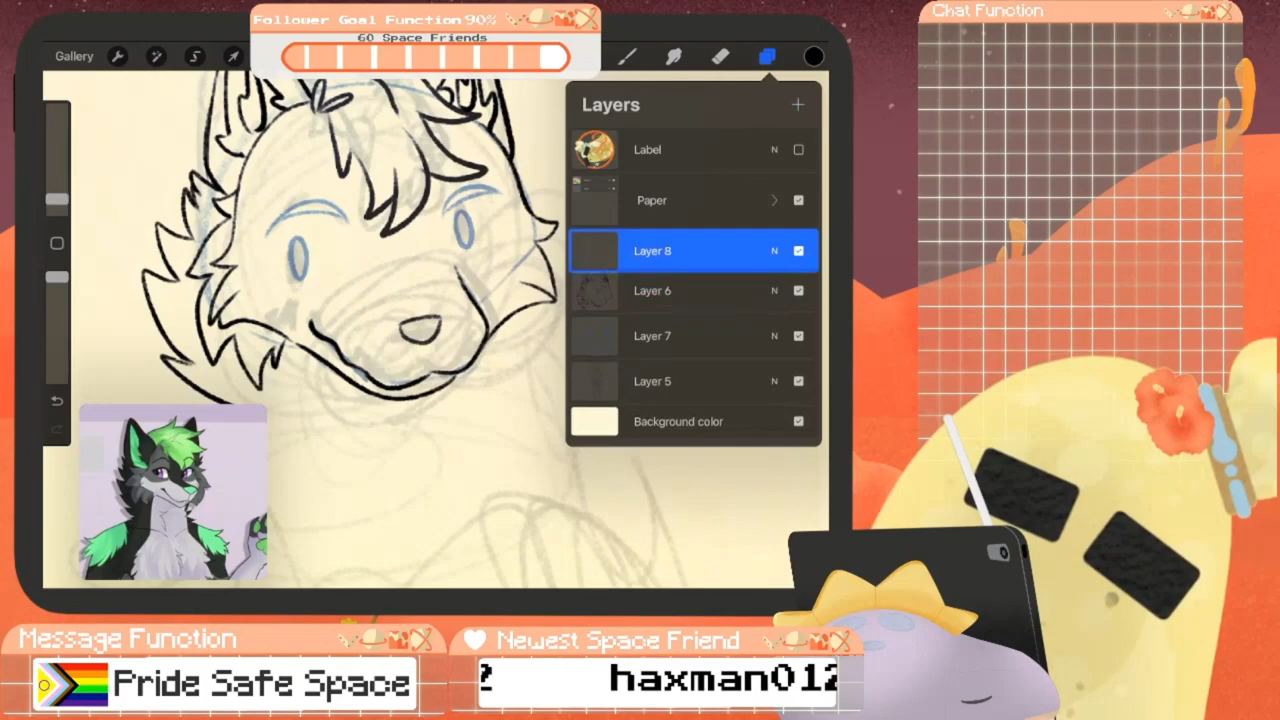 Follower Goal Function 90%
60 Space Friends
Chat Function
Gallery
Layers
Label N
Paper
Layer 8 N
Layer 6 N
Layer 7 N
Layer 5 N
Background color
Message Function
Pride Safe Space
Newest Space Friend
2 haxman012